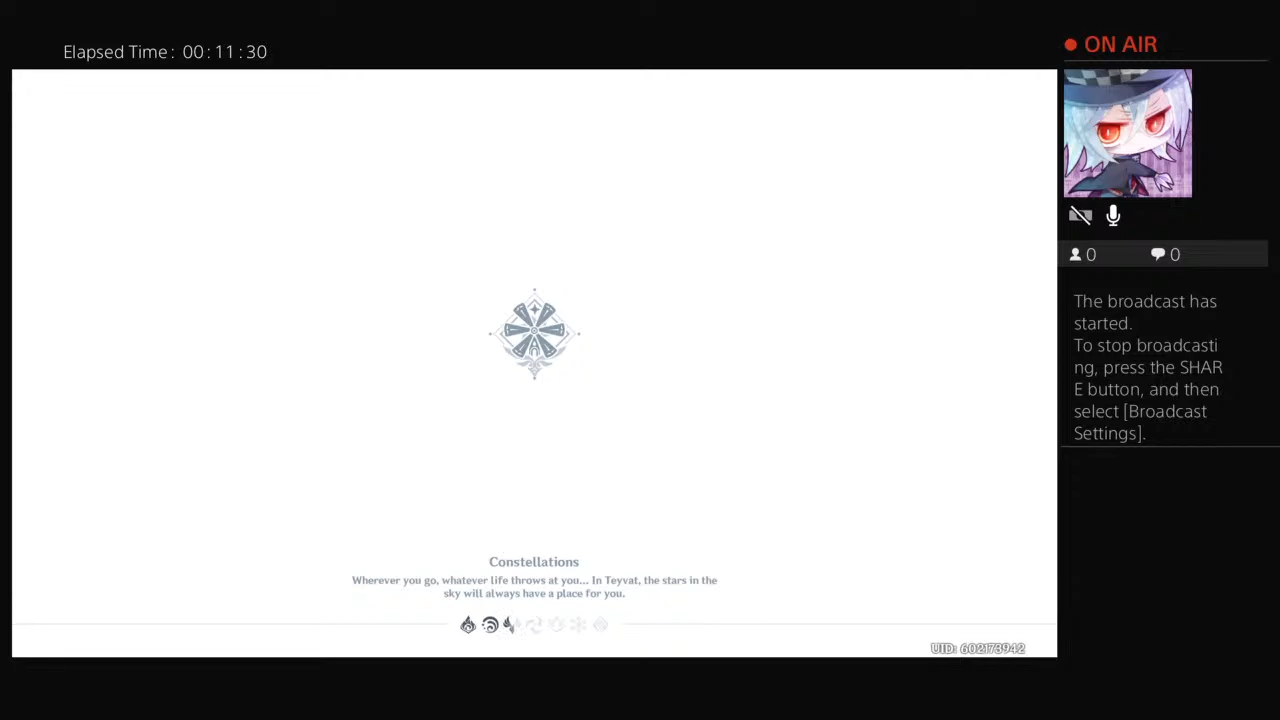 Elapsed Time: 00:11:30
ON AIR
0
0
The broadcast has
started.
To stop broadcasti
ng, press the SHAR
E button, and then
select [Broadcast
Settings].
Constellations
Wherever you go, whatever life throws at you... In Teyvat, the stars in the
sky will always have a place for you.
UID: 602173942